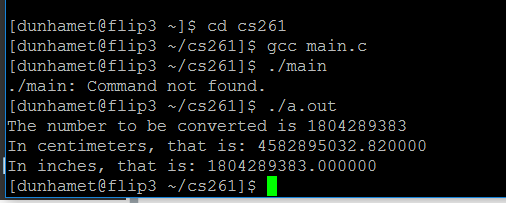 [dunhamet@flip3 ~]$ cd cs261
[dunhamet@flip3 ~/cs261]$ gcc main.c
[dunhamet@flip3 ~/cs261]$ ./main
./main: Command not found.
[dunhamet@flip3 ~/cs261]$ ./a.out
The number to be converted is 1804289383
In centimeters, that is: 4582895032.820000
In inches, that is: 1804289383.000000
[dunhamet@flip3 ~/cs261]$